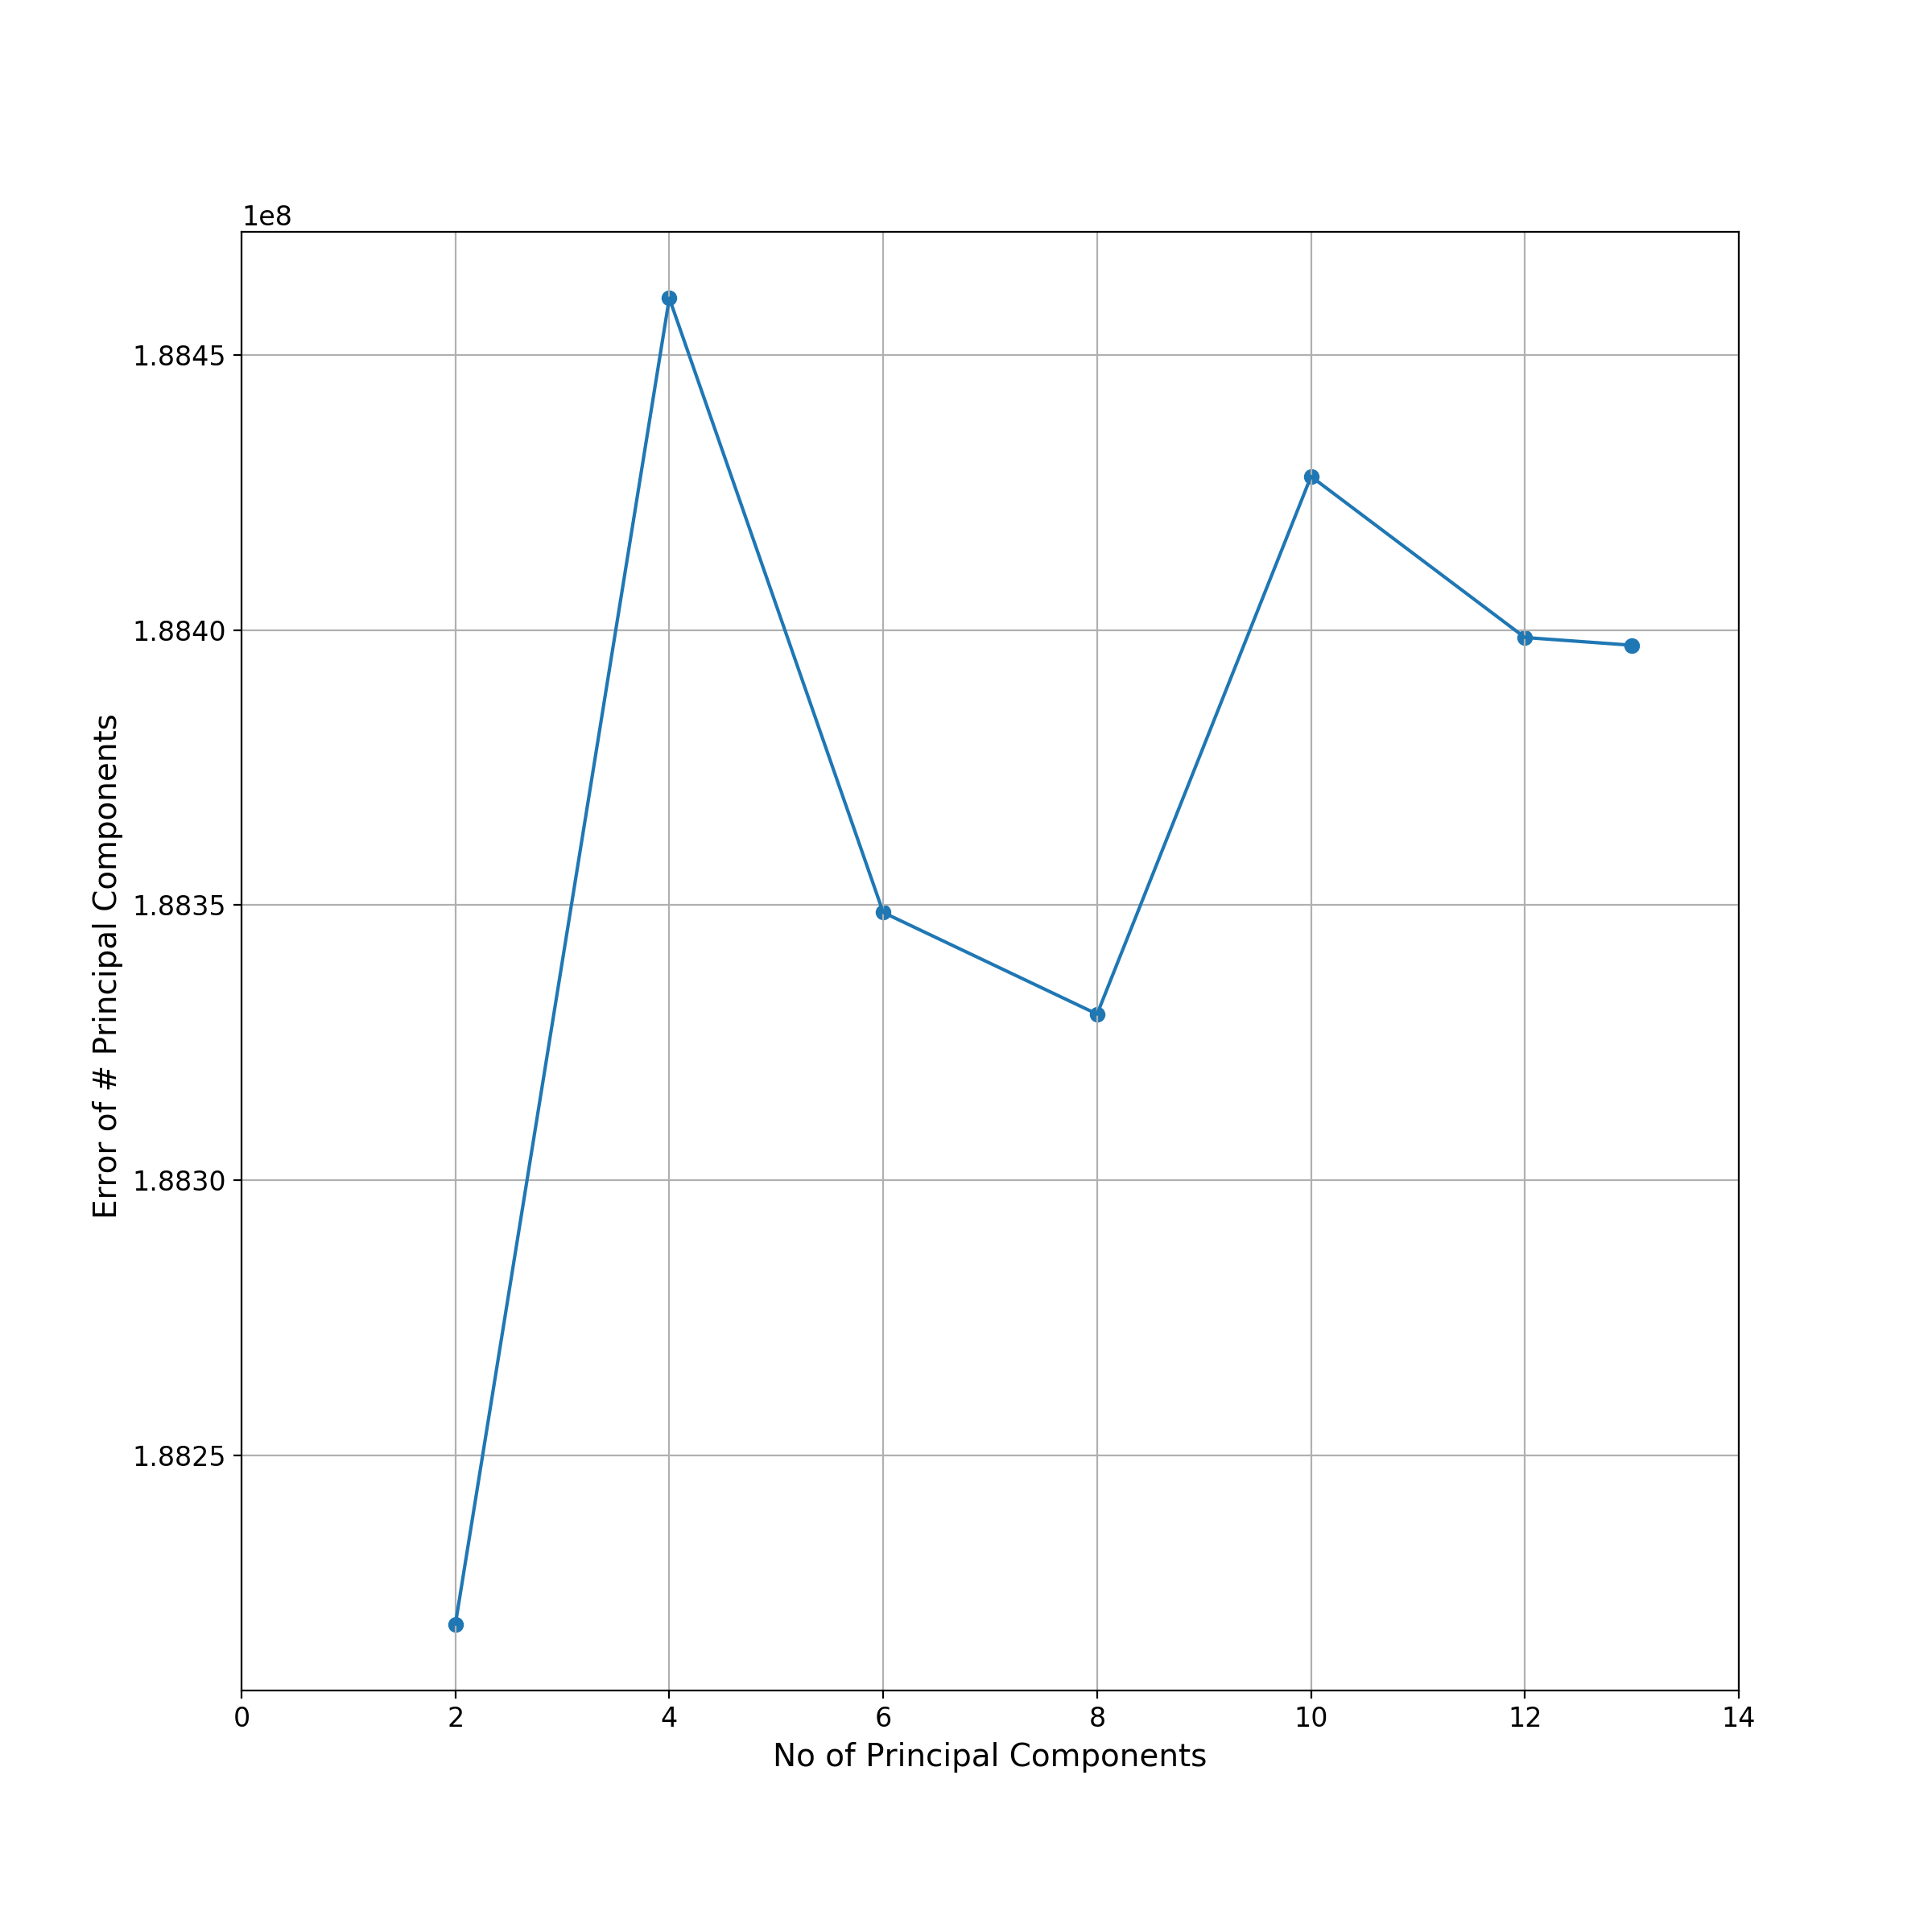 1e8
1.8845
1.8840
1.8835
1.8830
1.8825
Error of # Principal Components
0 2 4 6 8 10 12 14
No of Principal Components